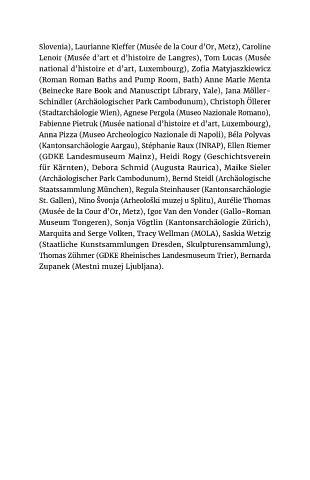 Slovenia), Laurianne Kieffer (Musée de la Cour d'Or, Metz), Caroline
Lenoir (Musée d'art et d'histoire de Langres), Tom Lucas (Musée
national d'histoire et d'art, Luxembourg), Zofia Matyjaszkiewicz
(Roman Roman Baths and Pump Room, Bath) Anne Marie Menta
(Beinecke Rare Book and Manuscript Library, Yale), Jana Möller-
Schindler (Archäologischer Park Cambodunum), Christoph Öllerer
(Stadtarchäologie Wien), Agnese Pergola (Museo Nazionale Romano),
Fabienne Pietruk (Musée national d'histoire et d'art, Luxembourg),
Anna Pizza (Museo Archeologico Nazionale di Napoli), Béla Polyvas
(Kantonsarchäologie Aargau), Stéphanie Raux (INRAP), Ellen Riemer
(GDKE Landesmuseum Mainz), Heidi Rogy (Geschichtsverein
für Kärnten), Debora Schmid (Augusta Raurica), Maike Sieler
(Archäologischer Park Cambodunum), Bernd Steidl (Archäologische
Staatssammlung München), Regula Steinhauser (Kantonsarchäologie
St. Gallen), Nino Švonja (Arheološki muzej u Splitu), Aurélie Thomas
(Musée de la Cour d'Or, Metz), Igor Van den Vonder (Gallo-Roman
Museum Tongeren), Sonja Vögtlin (Kantonsarchäologie Zürich),
Marquita and Serge Volken, Tracy Wellman (MOLA), Saskia Wetzig
(Staatliche Kunstsammlungen Dresden, Skulpturensammlung),
Thomas Zühmer (GDKE Rheinisches Landesmuseum Trier), Bernarda
Zupanek (Mestni muzej Ljubljana).